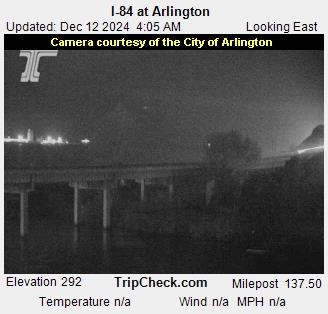 I-84 at Arlington
Updated: Dec 12 2024 4:05 AM Looking East
Camera courtesy of the City of Arlington
Elevation 292 TripCheck.com Milepost 137.50
Temperature n/a Wind n/a MPH n/a